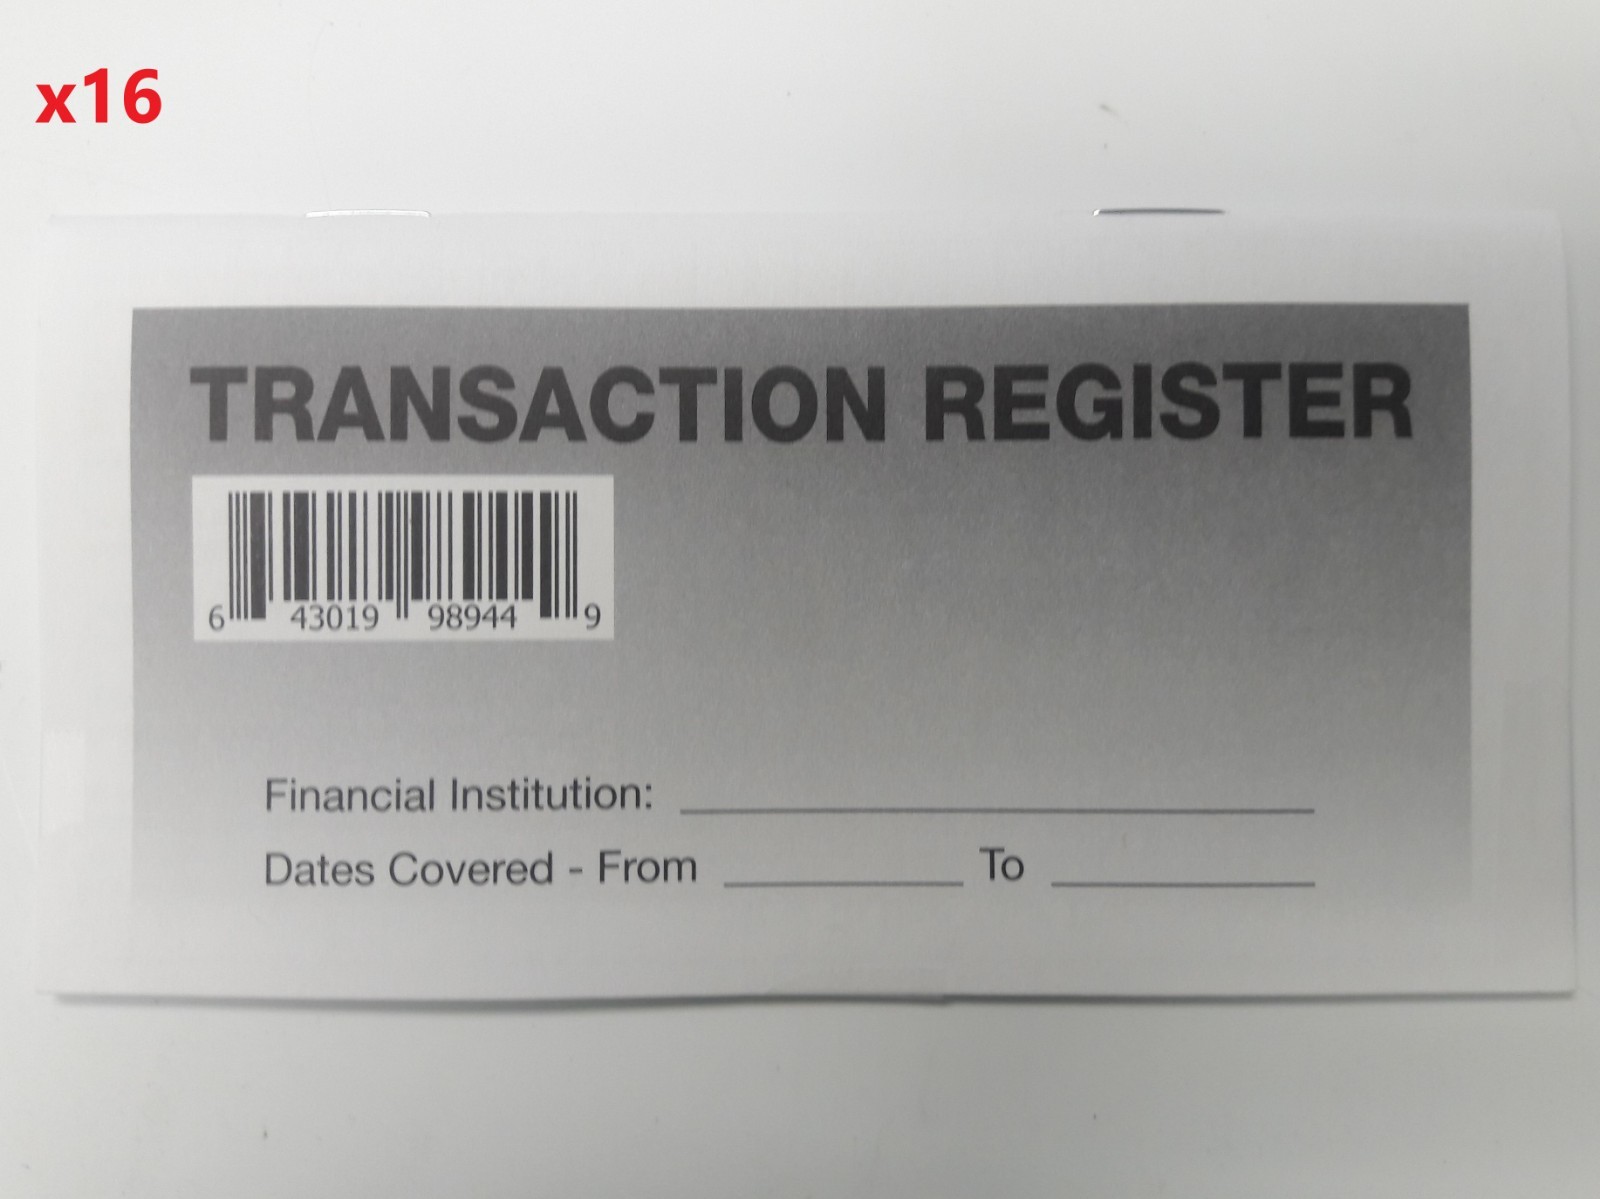 x16
TRANSACTION REGISTER
6 43019 98944 9
Financial Institution:
Dates Covered - From To